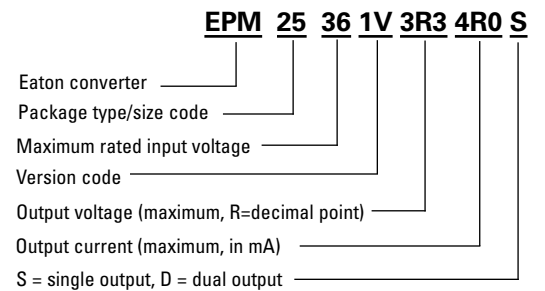 EPM 25 36 1V 3R3 4R0 S
Eaton converter
Package type/size code
Maximum rated input voltage
Version code
Output voltage (maximum, R=decimal point)
Output current (maximum, in mA)
S = single output, D = dual output